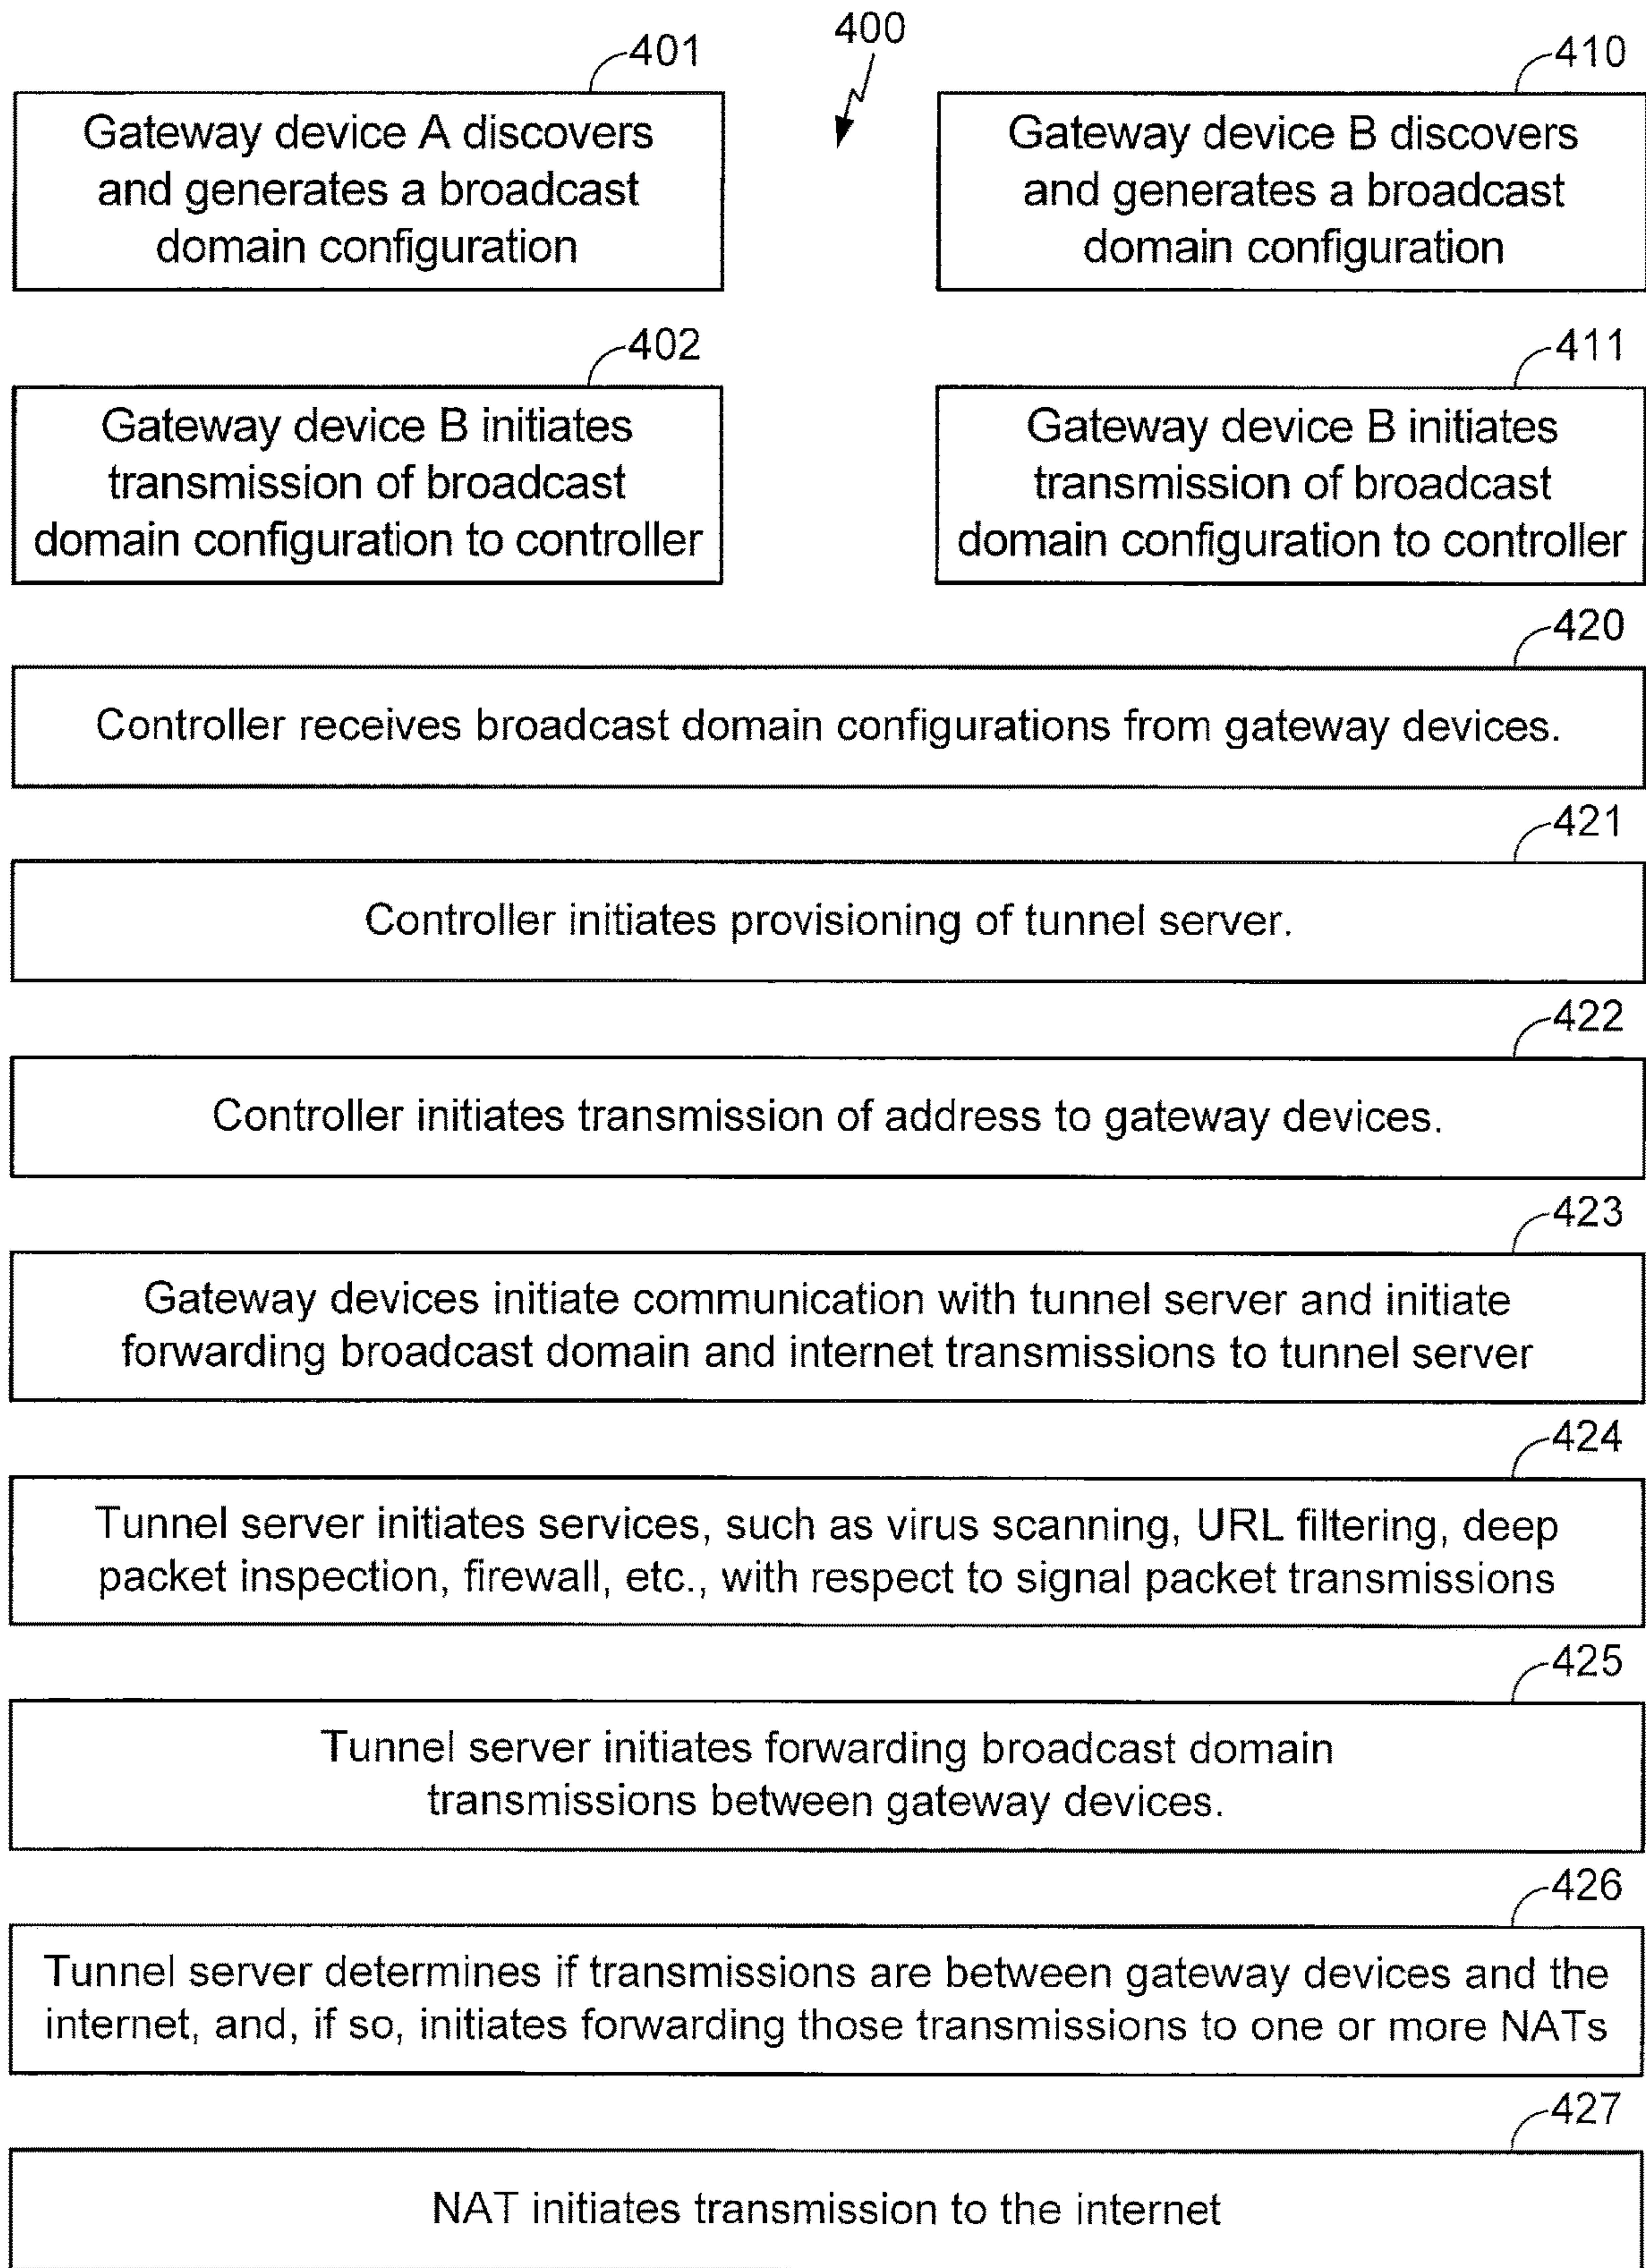 400
401
Gateway device A discovers
and generates a broadcast
domain configuration
410
Gateway device B discovers
and generates a broadcast
domain configuration
402
Gateway device B initiates
transmission of broadcast
domain configuration to controller
411
Gateway device B initiates
transmission of broadcast
domain configuration to controller
420
Controller receives broadcast domain configurations from gateway devices.
421
Controller initiates provisioning of tunnel server.
422
Controller initiates transmission of address to gateway devices.
423
Gateway devices initiate communication with tunnel server and initiate
forwarding broadcast domain and internet transmissions to tunnel server
424
Tunnel server initiates services, such as virus scanning, URL filtering, deep
packet inspection, firewall, etc., with respect to signal packet transmissions
425
Tunnel server initiates forwarding broadcast domain
transmissions between gateway devices.
426
Tunnel server determines if transmissions are between gateway devices and the
internet, and, if so, initiates forwarding those transmissions to one or more NATs
427
NAT initiates transmission to the internet